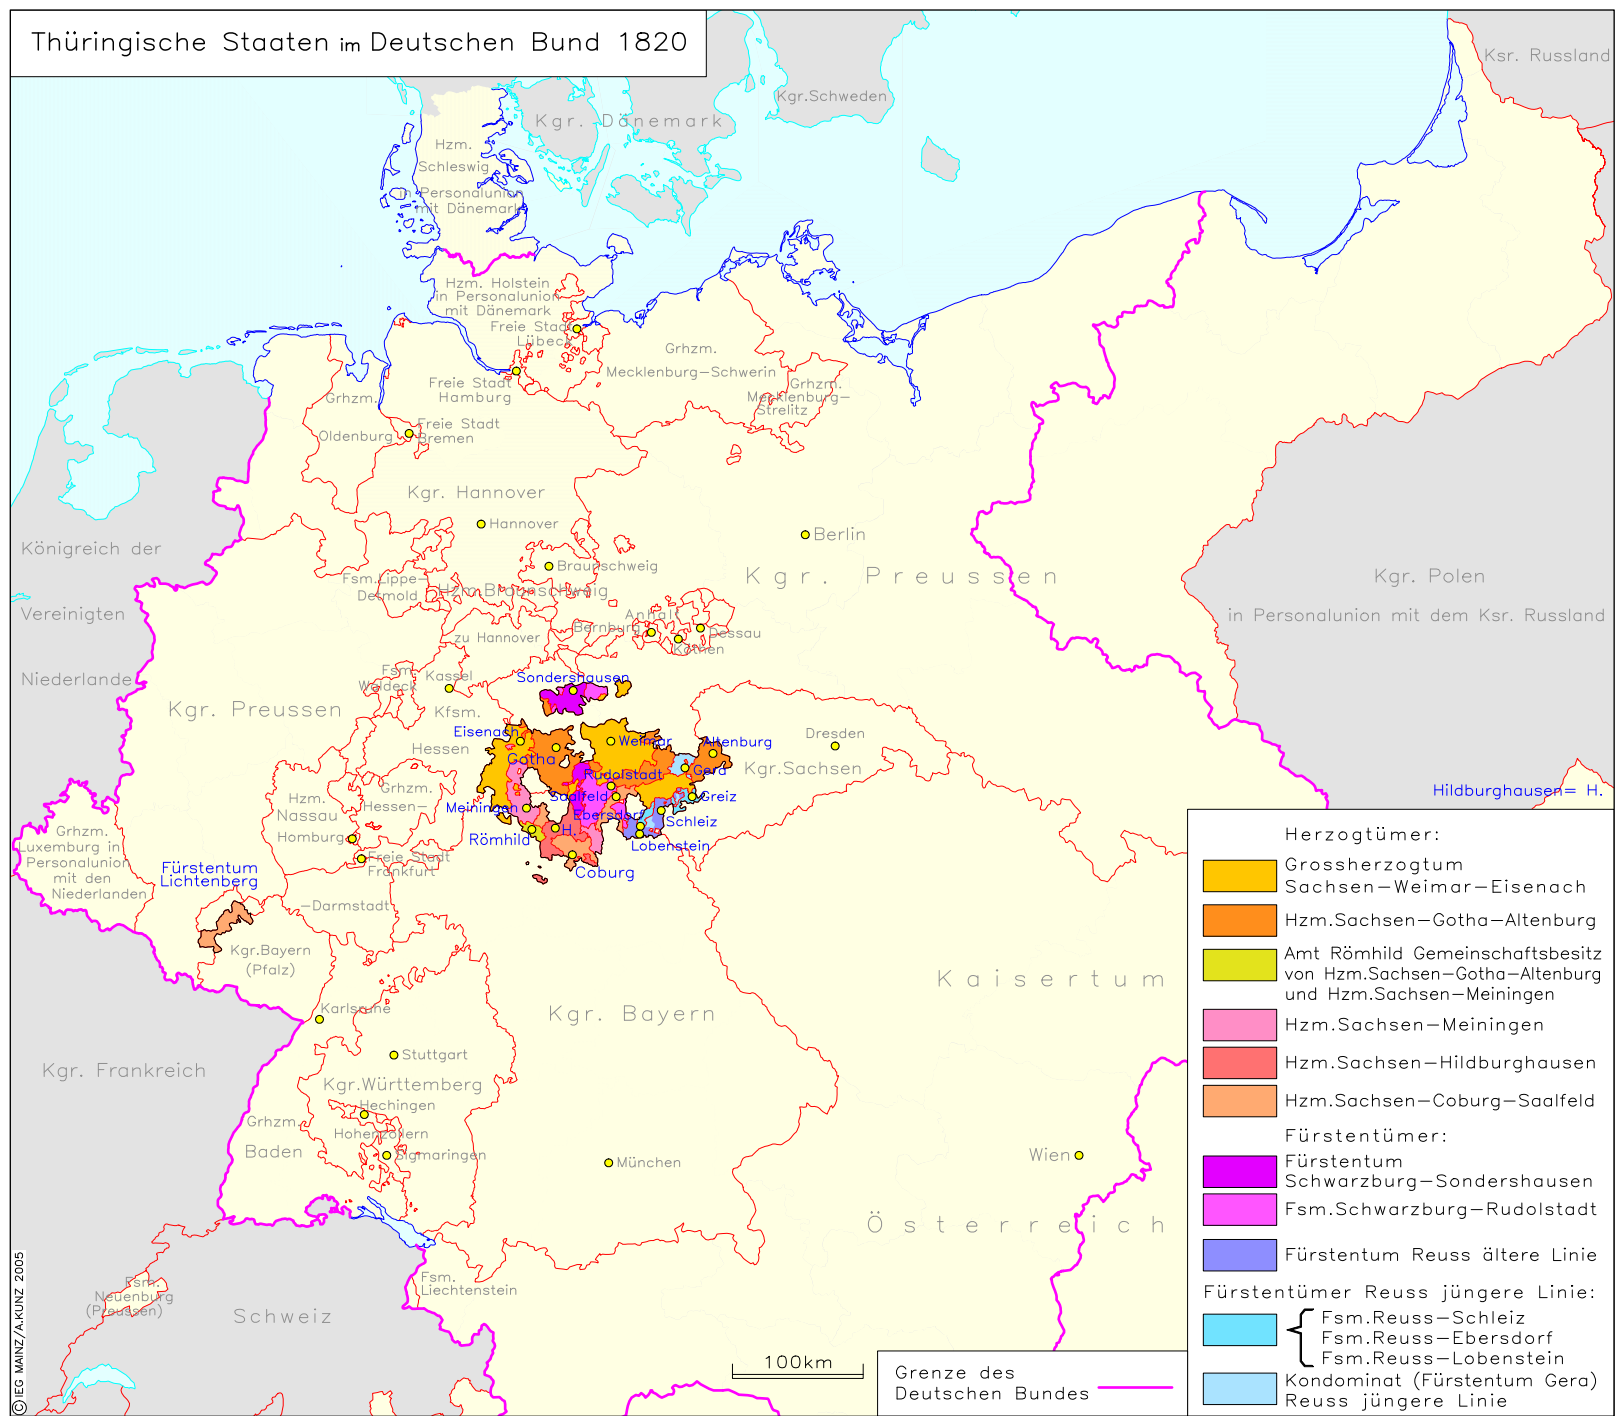 Thüringische Staaten im Deutschen Bund 1820
Ksr. Russland
Kgr.Schweden
Kgr. Dänemark
Hzm.
Schleswig
in Personalunion
mit Dänemark
Hzm. Holstein
in Personalunion
mit Dänemark
Freie Stadt
Lübeck
Grhzm.
Mecklenburg-Schwerin
Grhzm.
Mecklenburg-
Strelitz
Freie Stadt
Hamburg
Grhzm.
Oldenburg
Freie Stadt
Bremen
Kgr. Hannover
Hannover
Berlin
Braunschweig
Kgr. Preussen
Königreich der
Vereinigten
Niederlande
Kgr. Polen
in Personalunion mit dem Ksr. Russland
Fsm.Lippe-
Detmold
Hzm.Braunschweig
Anhalt
Bernburg
Dessau
Köthen
zu Hannover
Fsm.
Waldeck
Kassel
Kfsm.
Hessen
Kgr. Preussen
Sondershausen
Eisenach
Gotha
Weimar
Altenburg
Gera
Rudolstadt
Saalfeld
Greiz
Meiningen
Ebersdorf
Schleiz
Römhild
H.
Lobenstein
Coburg
Dresden
Kgr.Sachsen
Hildburghausen= H.
Grhzm.
Hessen-
Hzm.
Nassau
Homburg
Freie Stadt
Frankfurt
-Darmstadt
Grhzm.
Luxemburg in
Personalunion
mit den
Niederlanden
Fürstentum
Lichtenberg
Kgr.Bayern
(Pfalz)
Karlsruhe
Stuttgart
Kgr.Württemberg
Hechingen
Hohenzollern
Sigmaringen
Grhzm.
Baden
Kgr. Frankreich
Kgr. Bayern
München
Kaisertum
Österreich
Wien
Fsm.
Liechtenstein
Fsm.
Neuenburg
(Preussen)
Schweiz
100km
Grenze des
Deutschen Bundes
Herzogtümer:
Grossherzogtum
Sachsen-Weimar-Eisenach
Hzm.Sachsen-Gotha-Altenburg
Amt Römhild Gemeinschaftsbesitz
von Hzm.Sachsen-Gotha-Altenburg
und Hzm.Sachsen-Meiningen
Hzm.Sachsen-Meiningen
Hzm.Sachsen-Hildburghausen
Hzm.Sachsen-Coburg-Saalfeld
Fürstentümer:
Fürstentum
Schwarzburg-Sondershausen
Fsm.Schwarzburg-Rudolstadt
Fürstentum Reuss ältere Linie
Fürstentümer Reuss jüngere Linie:
Fsm.Reuss-Schleiz
Fsm.Reuss-Ebersdorf
Fsm.Reuss-Lobenstein
Kondominat (Fürstentum Gera)
Reuss jüngere Linie
©IEG MAINZ/A.KUNZ 2005